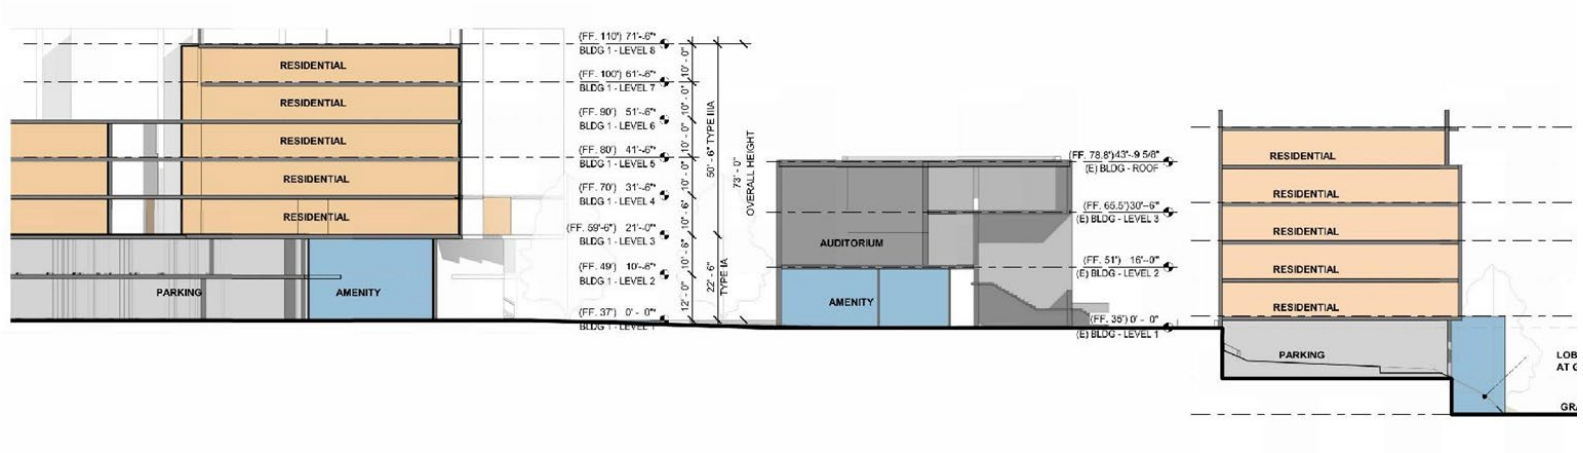 RESIDENTIAL
RESIDENTIAL
RESIDENTIAL
RESIDENTIAL
RESIDENTIAL
PARKING
AMENITY
(FF. 110') 71'-6"*
BLDG 1 - LEVEL 8
(FF. 100') 61'-6"*
BLDG 1 - LEVEL 7
(FF. 90') 51'-6"*
BLDG 1 - LEVEL 6
(FF. 80') 41'-6"*
BLDG 1 - LEVEL 5
(FF. 70') 31'-6"*
BLDG 1 - LEVEL 4
(FF. 59'-6") 21'-0"*
BLDG 1 - LEVEL 3
(FF. 49') 10'-6"*
BLDG 1 - LEVEL 2
(FF. 37') 0' - 0"
BLDG 1 - LEVEL 1
10' - 0"
10' - 0"
10' - 0"
10' - 0"
10' - 6"
10' - 6"
12' - 0"
50' - 6" TYPE IIIA
22' - 6"
TYPE IA
73' - 0"
OVERALL HEIGHT
AUDITORIUM
AMENITY
(FF. 78.8') 43'-9 5/8"
(E) BLDG - ROOF
(FF. 65.5') 30'-6"
(E) BLDG - LEVEL 3
(FF. 51') 16'-0"
(E) BLDG - LEVEL 2
(FF. 35') 0' - 0"
(E) BLDG - LEVEL 1
RESIDENTIAL
RESIDENTIAL
RESIDENTIAL
RESIDENTIAL
RESIDENTIAL
PARKING
LOB
AT G
GRA